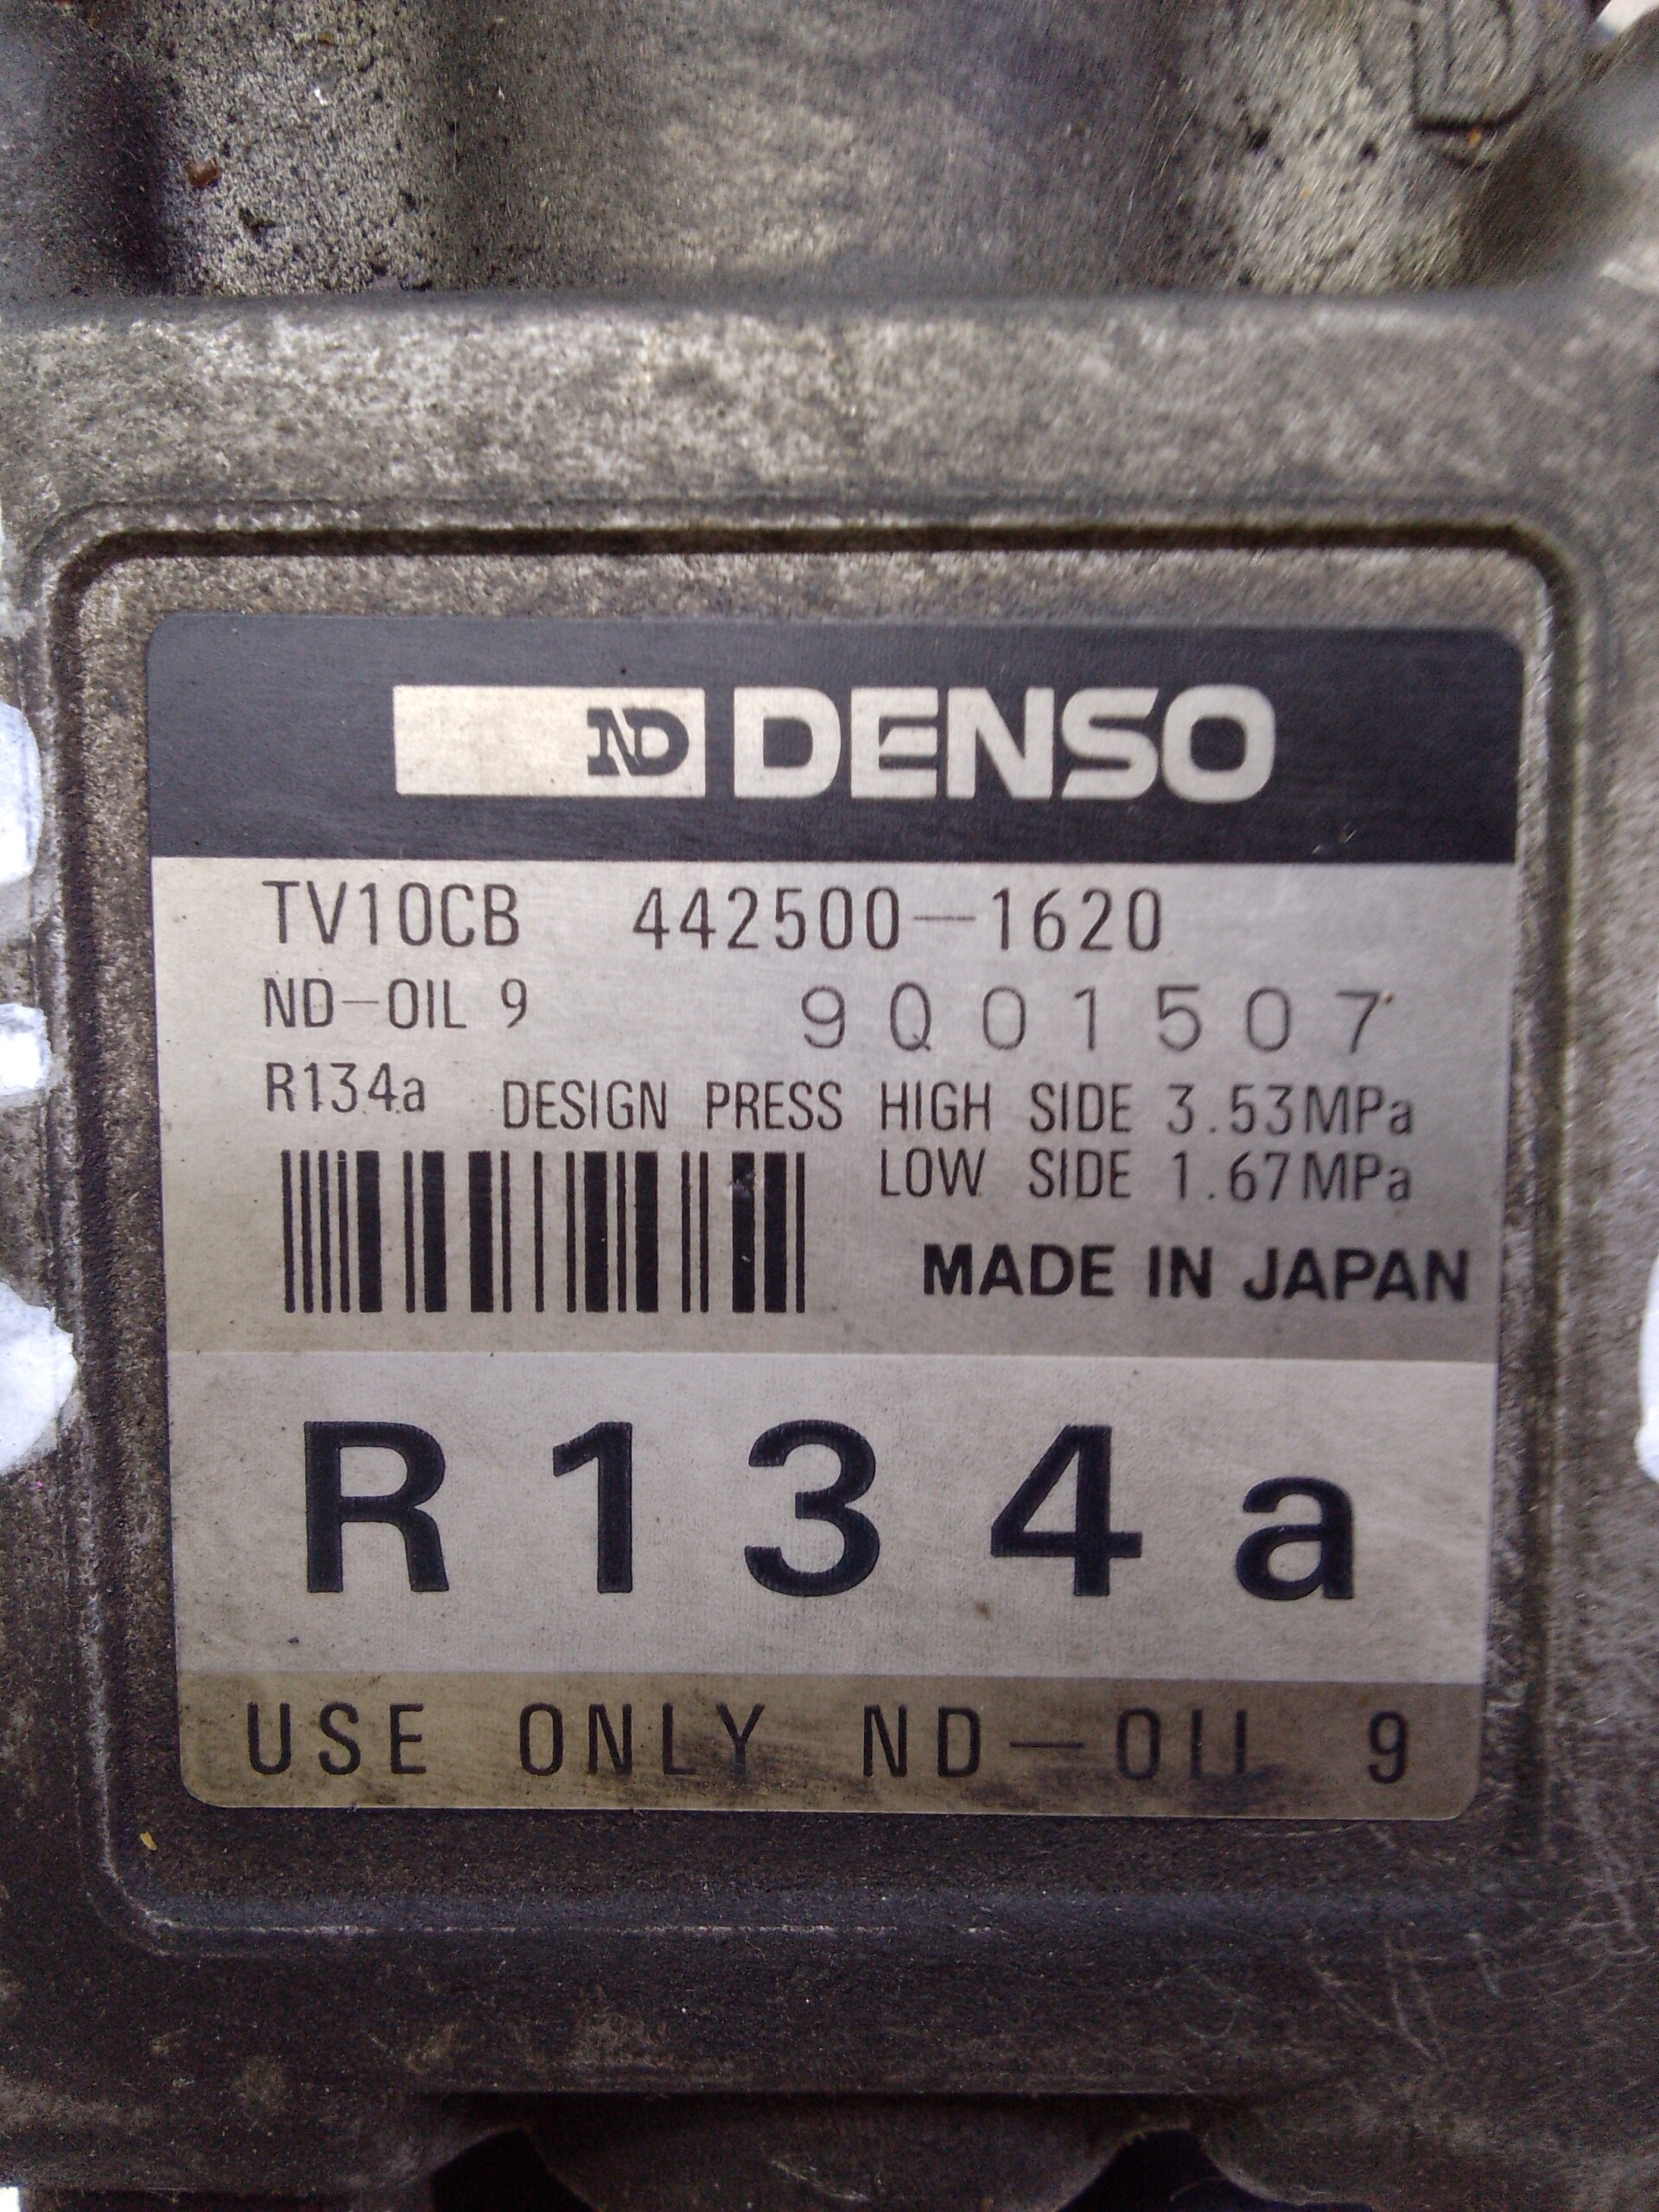 D
ND DENSO
TV10CB 442500-1620
ND-OIL 9 9Q01507
R134a DESIGN PRESS HIGH SIDE 3.53MPa
LOW SIDE 1.67MPa
MADE IN JAPAN
R134a
USE ONLY ND-OIL 9